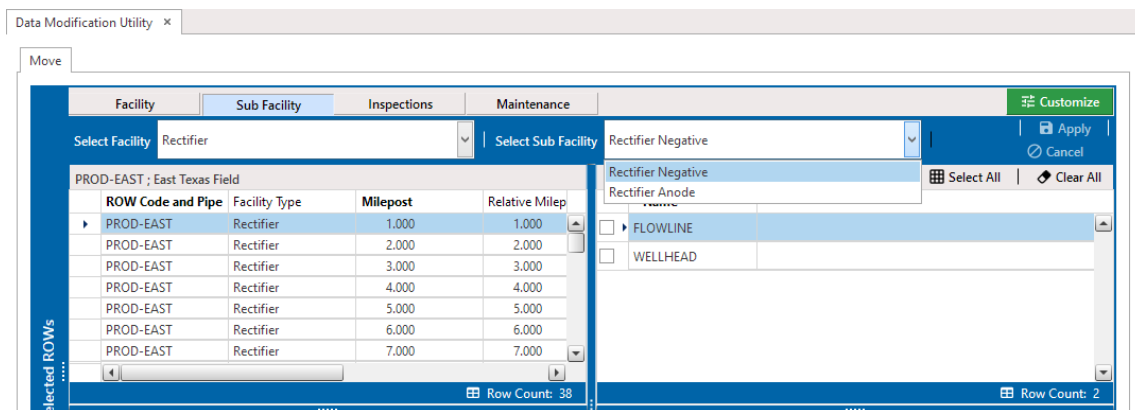 Data Modification Utility ×
Move
Facility Sub Facility Inspections Maintenance Customize
Select Facility Rectifier Select Sub Facility Rectifier Negative Apply
Cancel
Rectifier Negative
Rectifier Anode
PROD-EAST ; East Texas Field Select All Clear All
ROW Code and Pipe Facility Type Milepost Relative Milep
PROD-EAST Rectifier 1.000 1.000 FLOWLINE
PROD-EAST Rectifier 2.000 2.000 WELLHEAD
PROD-EAST Rectifier 3.000 3.000
PROD-EAST Rectifier 4.000 4.000
PROD-EAST Rectifier 5.000 5.000
PROD-EAST Rectifier 6.000 6.000
PROD-EAST Rectifier 7.000 7.000
Row Count: 38 Row Count: 2
elected ROWs